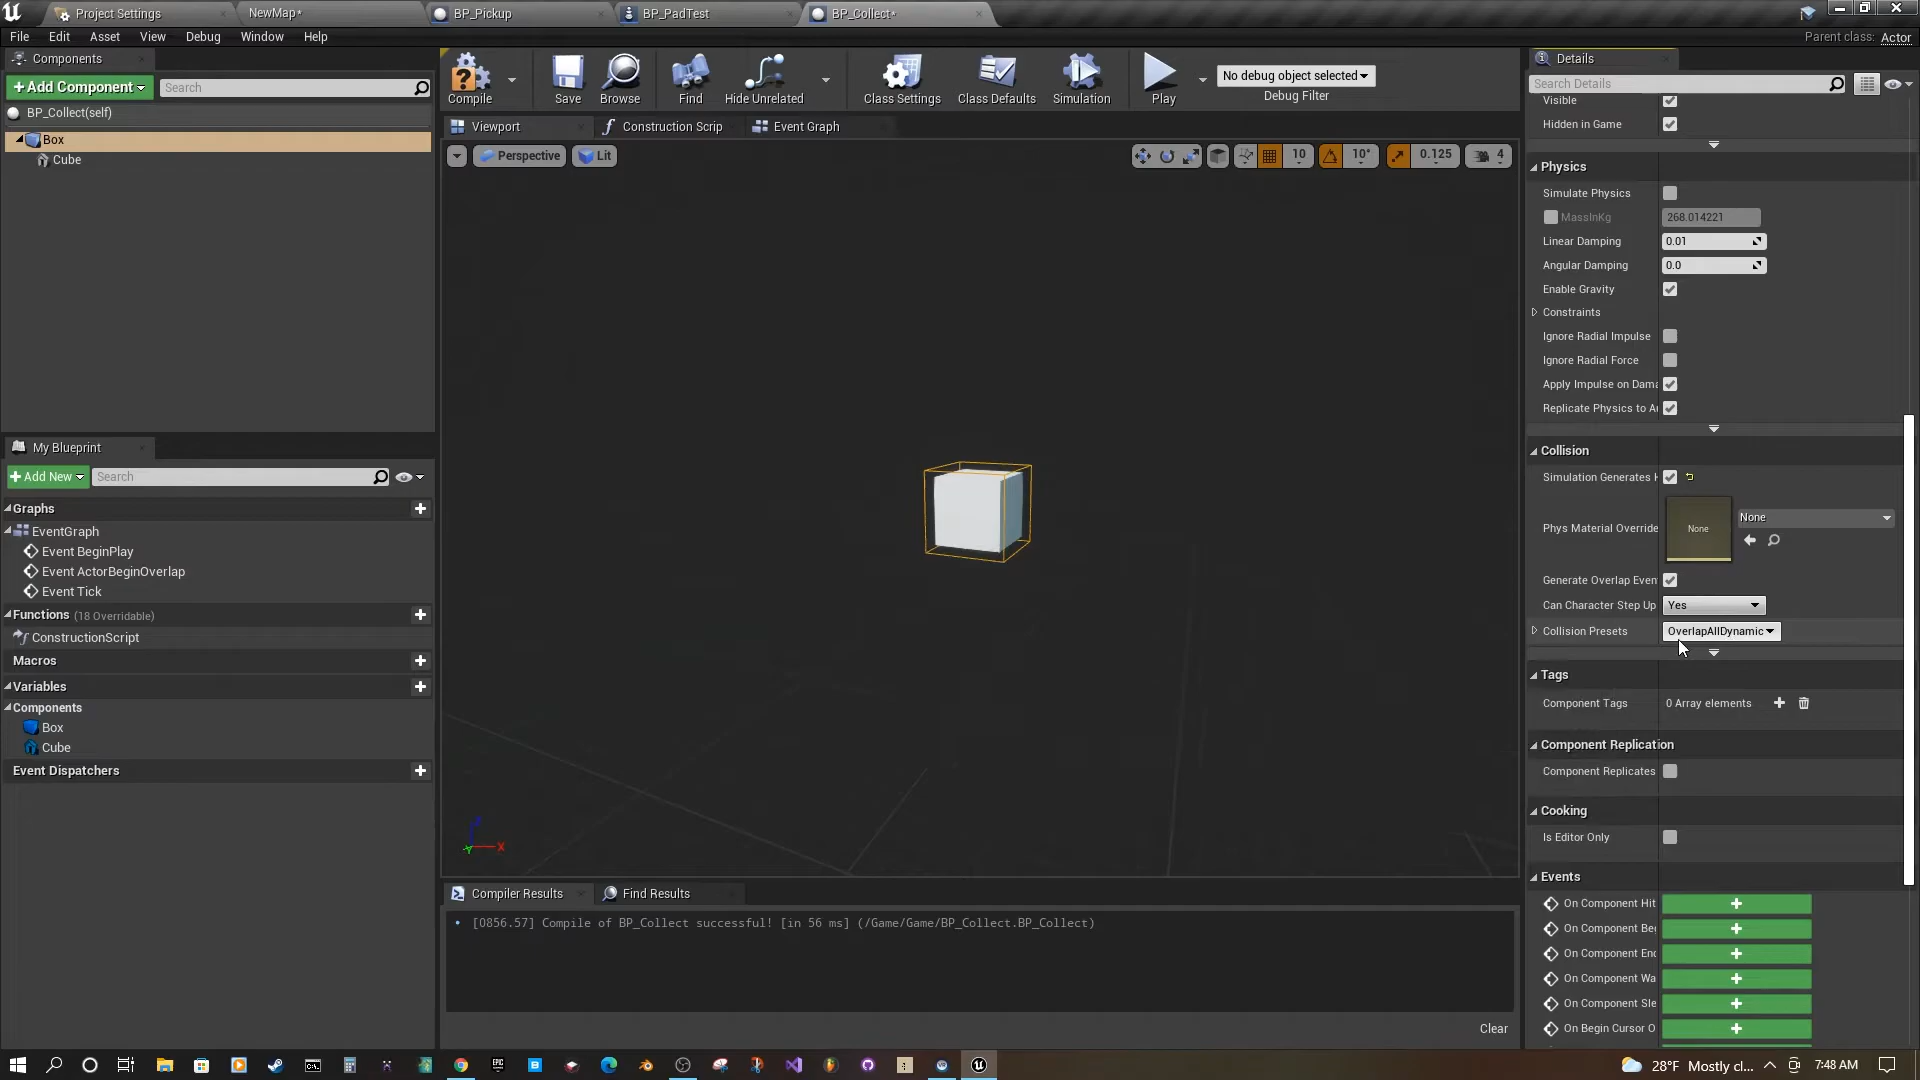 Project Settings
NewMap*
BP_Pickup
BP_PadTest
BP_Collect*
File
Edit
Asset
View
Debug
Window
Help
Parent class: Actor
Components
+ Add Component
Search
BP_Collect(self)
Box
Cube
Compile
Save
Browse
Find
Hide Unrelated
Class Settings
Class Defaults
Simulation
Play
No debug object selected
Debug Filter
Viewport
Construction Scrip
Event Graph
Perspective
Lit
10
10°
0.125
4
X
My Blueprint
+ Add New
Search
Graphs
EventGraph
Event BeginPlay
Event ActorBeginOverlap
Event Tick
Functions (18 Overridable)
ConstructionScript
Macros
Variables
Components
Box
Cube
Event Dispatchers
Compiler Results
Find Results
[0856.57] Compile of BP_Collect successful! [in 56 ms] (/Game/Game/BP_Collect.BP_Collect)
Clear
Details
Search Details
Visible
Hidden in Game
Physics
Simulate Physics
MassInKg 268.014221
Linear Damping 0.01
Angular Damping 0.0
Enable Gravity
Constraints
Ignore Radial Impulse
Ignore Radial Force
Apply Impulse on Dama
Replicate Physics to Au
Collision
Simulation Generates H
Phys Material Override None None
Generate Overlap Even
Can Character Step Up Yes
Collision Presets OverlapAllDynamic
Tags
Component Tags 0 Array elements
Component Replication
Component Replicates
Cooking
Is Editor Only
Events
On Component Hit
On Component Beg
On Component End
On Component Wa
On Component Sle
On Begin Cursor O
28°F Mostly cl...
7:48 AM